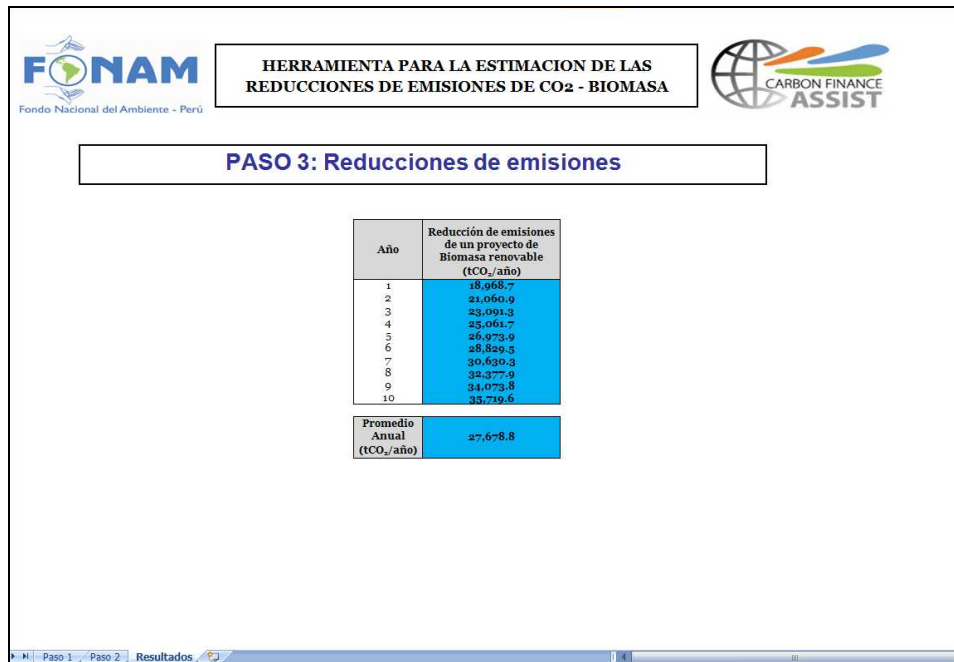 FONAM
Fondo Nacional del Ambiente - Perú
HERRAMIENTA PARA LA ESTIMACION DE LAS
REDUCCIONES DE EMISIONES DE CO2 - BIOMASA
CARBON FINANCE
ASSIST
PASO 3: Reducciones de emisiones
Año
Reducción de emisiones
de un proyecto de
Biomasa renovable
(tCO₂/año)
1 18,968.7
2 21,060.9
3 23,091.3
4 25,061.7
5 26,973.9
6 28,829.5
7 30,630.3
8 32,377.9
9 34,073.8
10 35,719.6
Promedio
Anual
(tCO₂/año)
27,678.8
Paso 1 Paso 2 Resultados